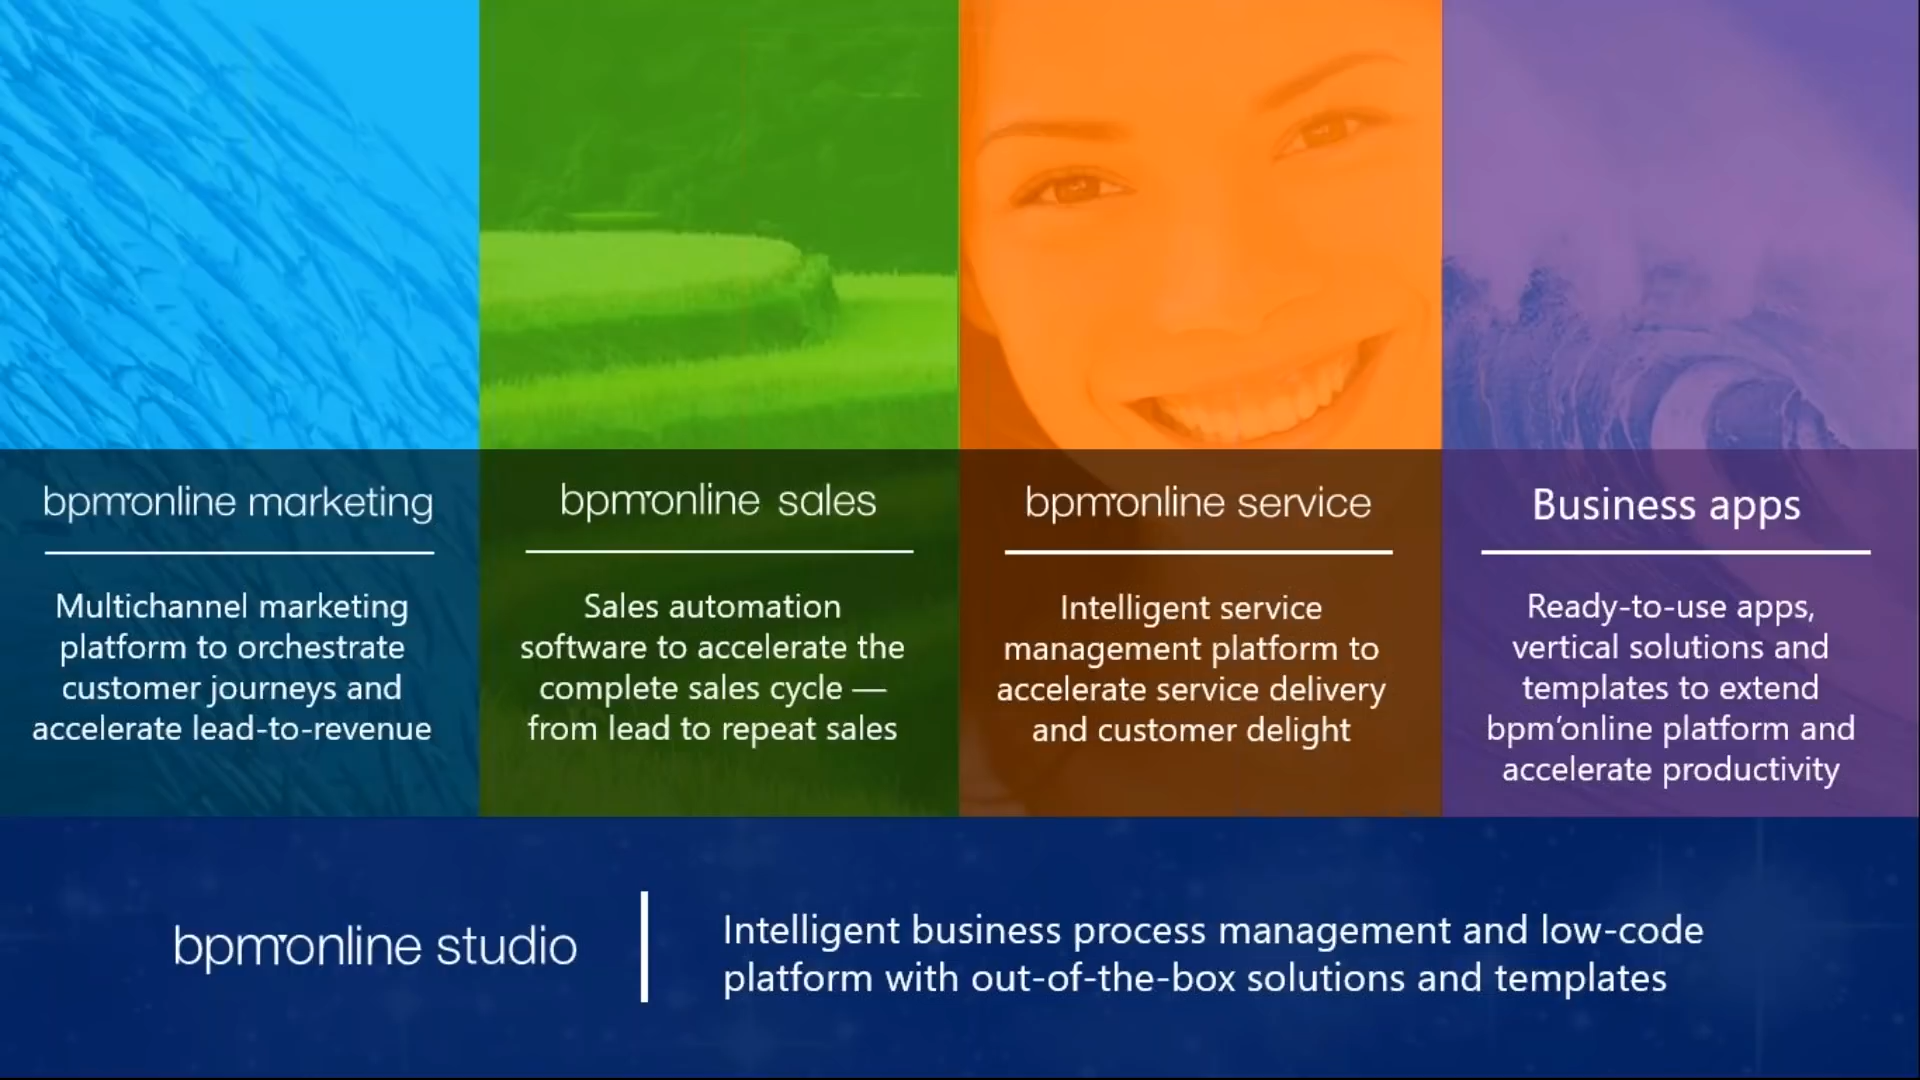 bpm'online marketing
Multichannel marketing
platform to orchestrate
customer journeys and
accelerate lead-to-revenue
bpm'online sales
Sales automation
software to accelerate the
complete sales cycle —
from lead to repeat sales
bpm'online service
Intelligent service
management platform to
accelerate service delivery
and customer delight
Business apps
Ready-to-use apps,
vertical solutions and
templates to extend
bpm'online platform and
accelerate productivity
bpm'online studio
Intelligent business process management and low-code
platform with out-of-the-box solutions and templates